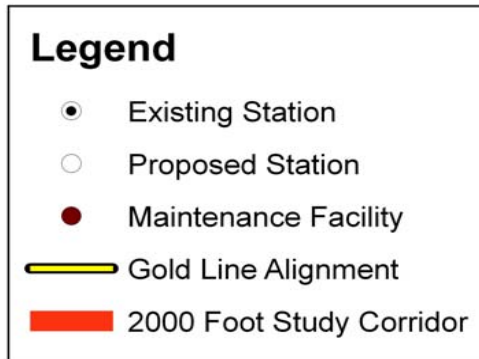 Legend
Existing Station
Proposed Station
Maintenance Facility
Gold Line Alignment
2000 Foot Study Corridor